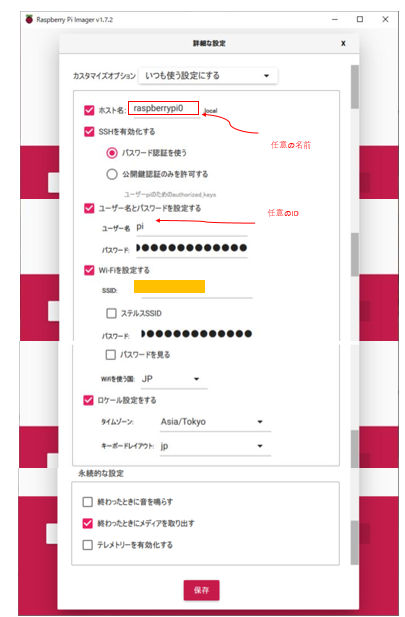 Raspberry Pi Imager v1.7.2
詳細な設定 X
カスタマイズオプション いつも使う設定にする
ホスト名: raspberrypi0 .local
任意の名前
SSHを有効化する
パスワード認証を使う
公開鍵認証のみを許可する
ユーザーpiのためのauthorized_keys
ユーザー名とパスワードを設定する
任意のID
ユーザー名 pi
パスワード: ●●●●●●●●●●●●●
Wi-Fiを設定する
SSID:
ステルスSSID
パスワード: ●●●●●●●●●●●●●
パスワードを見る
Wifiを使う国: JP
ロケール設定をする
タイムゾーン: Asia/Tokyo
キーボードレイアウト: jp
永続的な設定
終わったときに音を鳴らす
終わったときにメディアを取り出す
テレメトリーを有効化する
保存